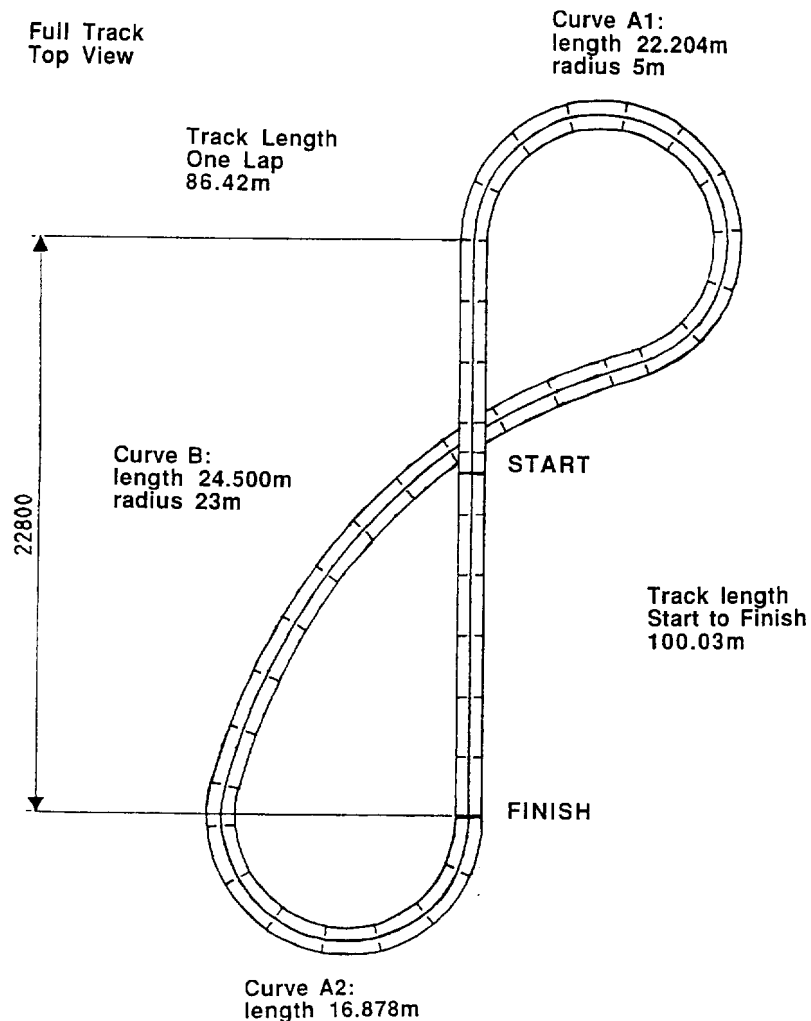 Full Track
Top View
Curve A1:
length 22.204m
radius 5m
Track Length
One Lap
86.42m
START
Curve B:
length 24.500m
radius 23m
22800
Track length
Start to Finish
100.03m
FINISH
Curve A2:
length 16.878m